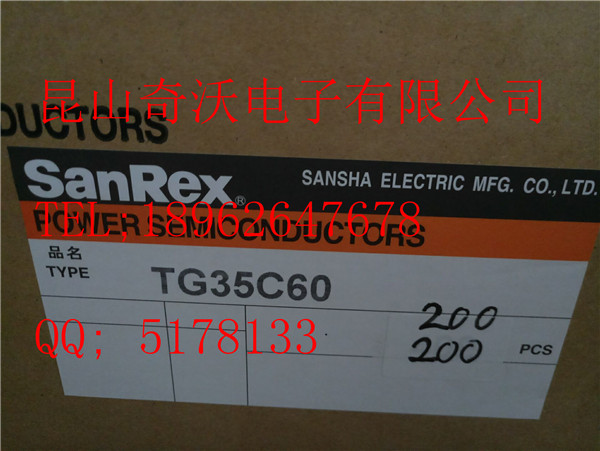 昆山奇沃电子有限公司
DUCTORS
SanRex® SANSHA ELECTRIC MFG. CO., LTD.
TEL;18962647678
POWER SEMICONDUCTORS
品名
TYPE TG35C60
200
QQ; 5178133
200 PCS